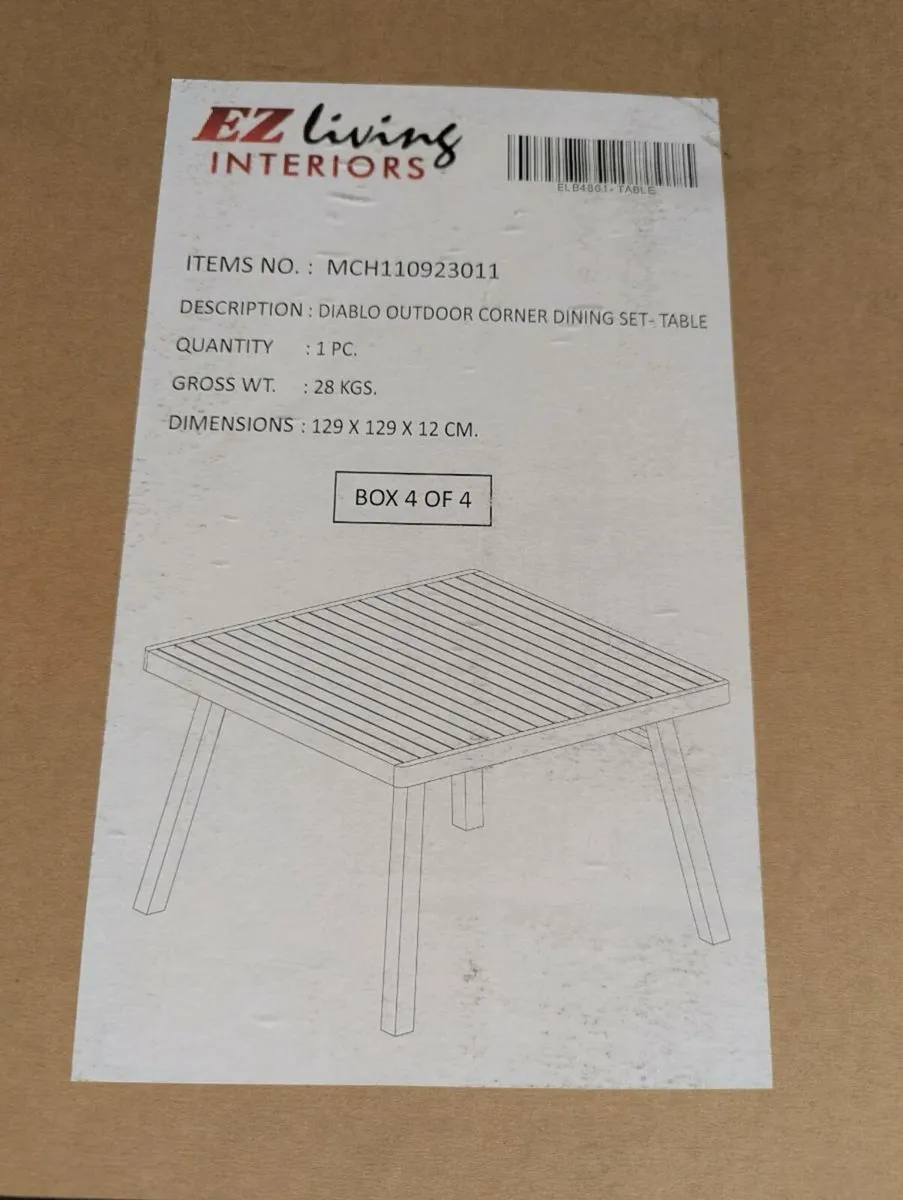 EZ living
INTERIORS
ELB4861-TABLE
ITEMS NO. : MCH110923011
DESCRIPTION : DIABLO OUTDOOR CORNER DINING SET- TABLE
QUANTITY : 1 PC.
GROSS WT. : 28 KGS.
DIMENSIONS : 129 X 129 X 12 CM.
BOX 4 OF 4